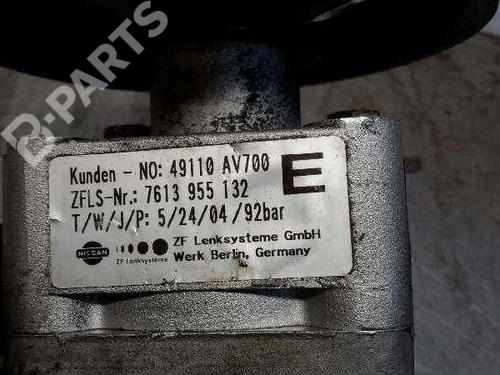 B-PARTS
Kunden - NO: 49110 AV700
E
ZFLS-Nr.: 7613 955 132
T/W/J/P: 5/24/04 /92bar
NISSAN
ZF Lenksysteme
ZF Lenksysteme GmbH
Werk Berlin, Germany